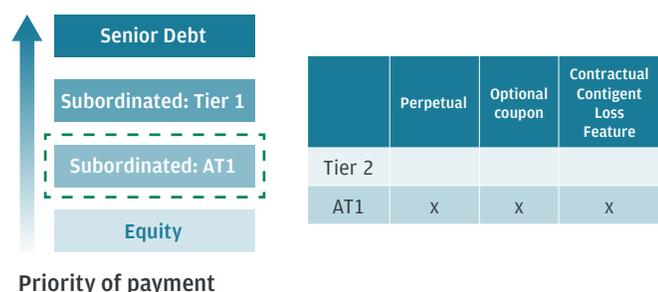 Senior Debt
Subordinated: Tier 1
Subordinated: AT1
Equity
Priority of payment
Perpetual
Optional
coupon
Contractual
Contigent
Loss
Feature
Tier 2
AT1 x x x